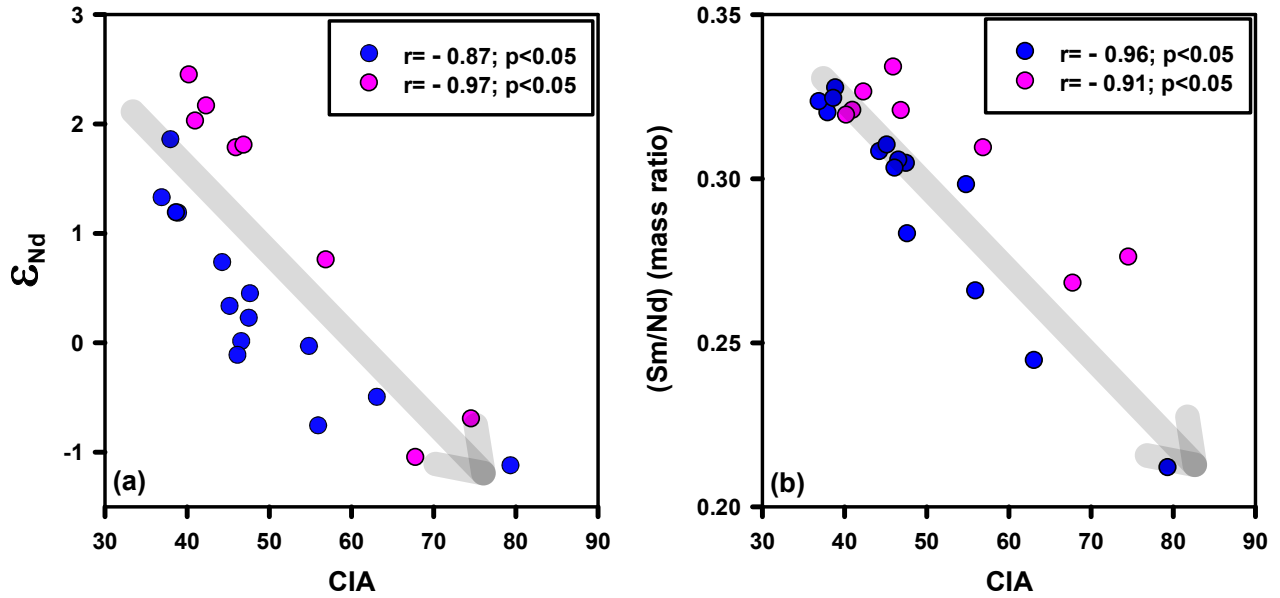 3
2
1
0
-1
εNd
r= - 0.87; p<0.05
r= - 0.97; p<0.05
(a)
30 40 50 60 70 80 90
CIA
0.35
0.30
0.25
0.20
(Sm/Nd) (mass ratio)
r= - 0.96; p<0.05
r= - 0.91; p<0.05
(b)
30 40 50 60 70 80 90
CIA